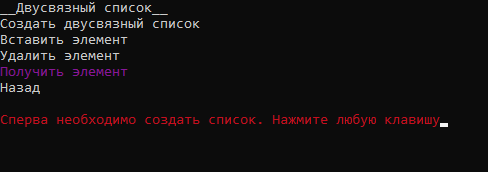 __Двусвязный список__
Создать двусвязный список
Вставить элемент
Удалить элемент
Получить элемент
Назад
Сперва необходимо создать список. Нажмите любую клавишу